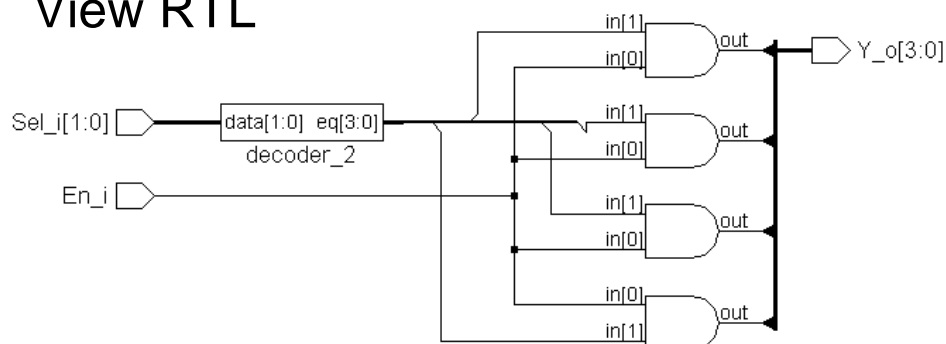 View RTL
in[1]
out
Y_o[3:0]
in[0]
Sel_i[1:0]
data[1:0] eq[3:0]
decoder_2
in[1]
out
in[0]
En_i
in[1]
out
in[0]
in[0]
out
in[1]